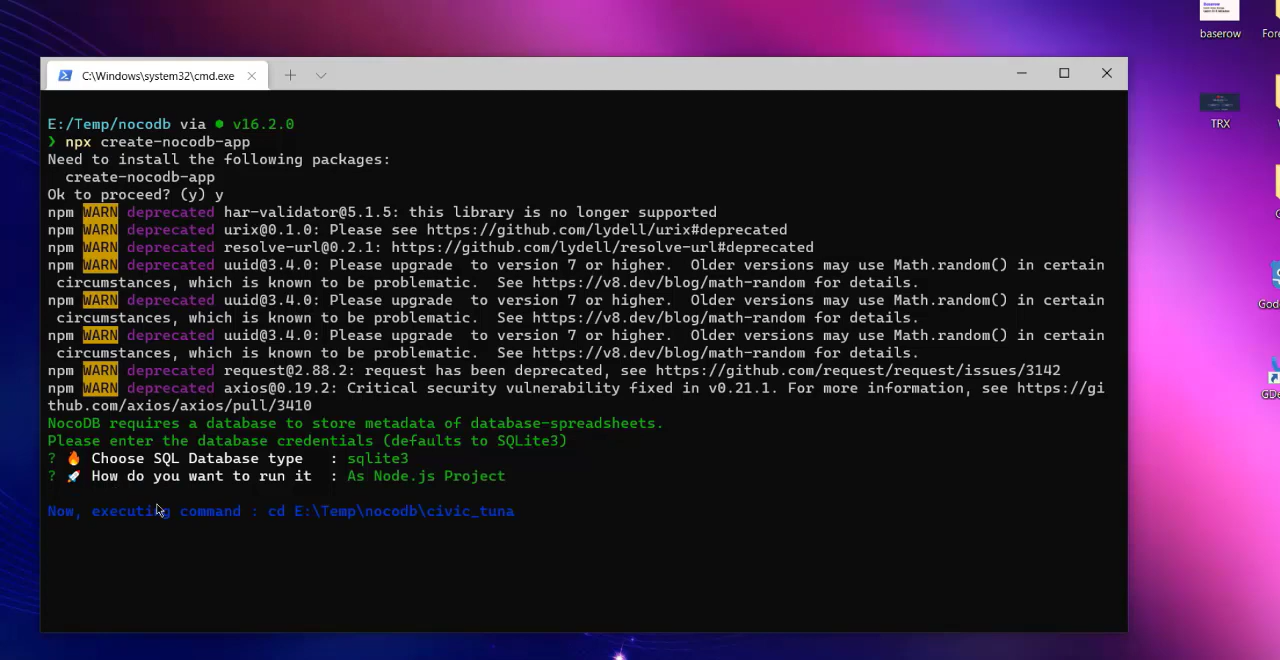 baserow
Fore
C:\Windows\system32\cmd.exe
TRX
E:/Temp/nocodb via ● v16.2.0
❯ npx create-nocodb-app
Need to install the following packages:
create-nocodb-app
Ok to proceed? (y) y
npm WARN deprecated har-validator@5.1.5: this library is no longer supported
npm WARN deprecated urix@0.1.0: Please see https://github.com/lydell/urix#deprecated
npm WARN deprecated resolve-url@0.2.1: https://github.com/lydell/resolve-url#deprecated
npm WARN deprecated uuid@3.4.0: Please upgrade  to version 7 or higher.  Older versions may use Math.random() in certain
circumstances, which is known to be problematic.  See https://v8.dev/blog/math-random for details.
npm WARN deprecated uuid@3.4.0: Please upgrade  to version 7 or higher.  Older versions may use Math.random() in certain
circumstances, which is known to be problematic.  See https://v8.dev/blog/math-random for details.
npm WARN deprecated uuid@3.4.0: Please upgrade  to version 7 or higher.  Older versions may use Math.random() in certain
circumstances, which is known to be problematic.  See https://v8.dev/blog/math-random for details.
npm WARN deprecated request@2.88.2: request has been deprecated, see https://github.com/request/request/issues/3142
npm WARN deprecated axios@0.19.2: Critical security vulnerability fixed in v0.21.1. For more information, see https://gi
thub.com/axios/axios/pull/3410
NocoDB requires a database to store metadata of database-spreadsheets.
Please enter the database credentials (defaults to SQLite3)
? 🔥 Choose SQL Database type   : sqlite3
? 🚀 How do you want to run it  : As Node.js Project
Now, executing command : cd E:\Temp\nocodb\civic_tuna